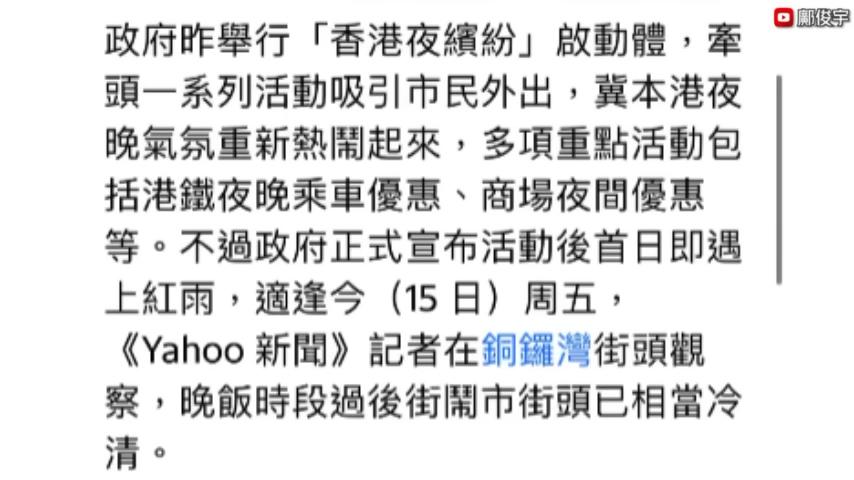 鄺俊宇
政府昨舉行「香港夜繽紛」啟動體，牽
頭一系列活動吸引市民外出，冀本港夜
晚氣氛重新熱鬧起來，多項重點活動包
括港鐵夜晚乘車優惠、商場夜間優惠
等。不過政府正式宣布活動後首日即遇
上紅雨，適逢今（15 日）周五，
《Yahoo 新聞》記者在銅鑼灣街頭觀
察，晚飯時段過後街鬧市街頭已相當冷
清。